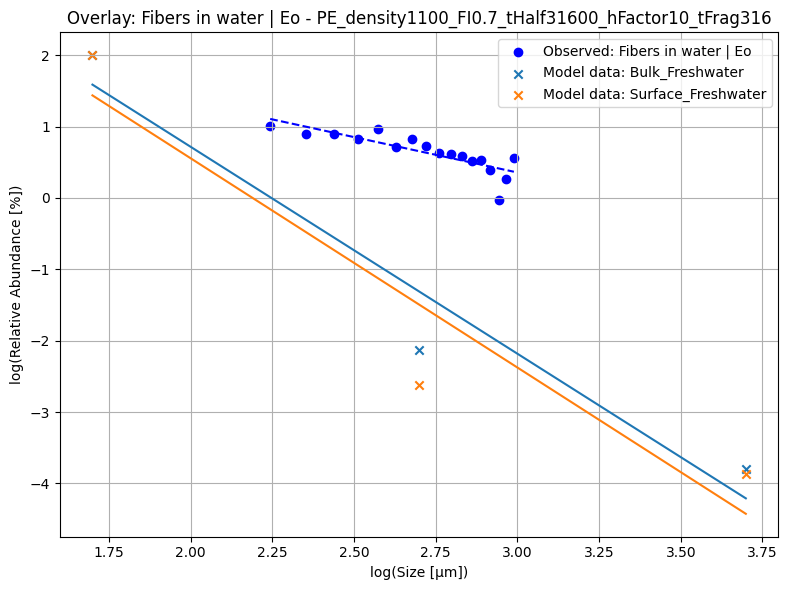 Overlay: Fibers in water | Eo - PE_density1100_FI0.7_tHalf31600_hFactor10_tFrag316
Observed: Fibers in water | Eo
Model data: Bulk_Freshwater
Model data: Surface_Freshwater
log(Relative Abundance [%])
2
1
0
−1
−2
−3
−4
1.75 2.00 2.25 2.50 2.75 3.00 3.25 3.50 3.75
log(Size [µm])